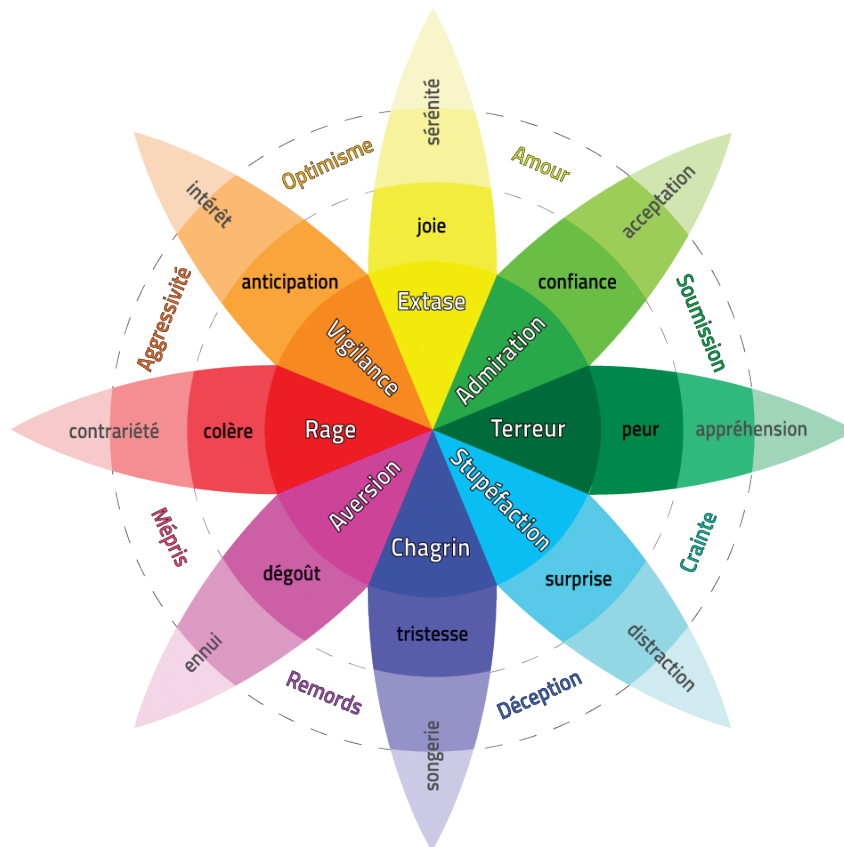 sérénité
Optimisme
Amour
intérêt
acceptation
joie
anticipation
confiance
Extase
Aggressivité
Vigilance
Admiration
Soumission
contrariété
colère
Rage
Terreur
peur
appréhension
Aversion
Stupéfaction
Mépris
Chagrin
Crainte
dégoût
surprise
tristesse
ennui
distraction
Remords
Déception
songerie